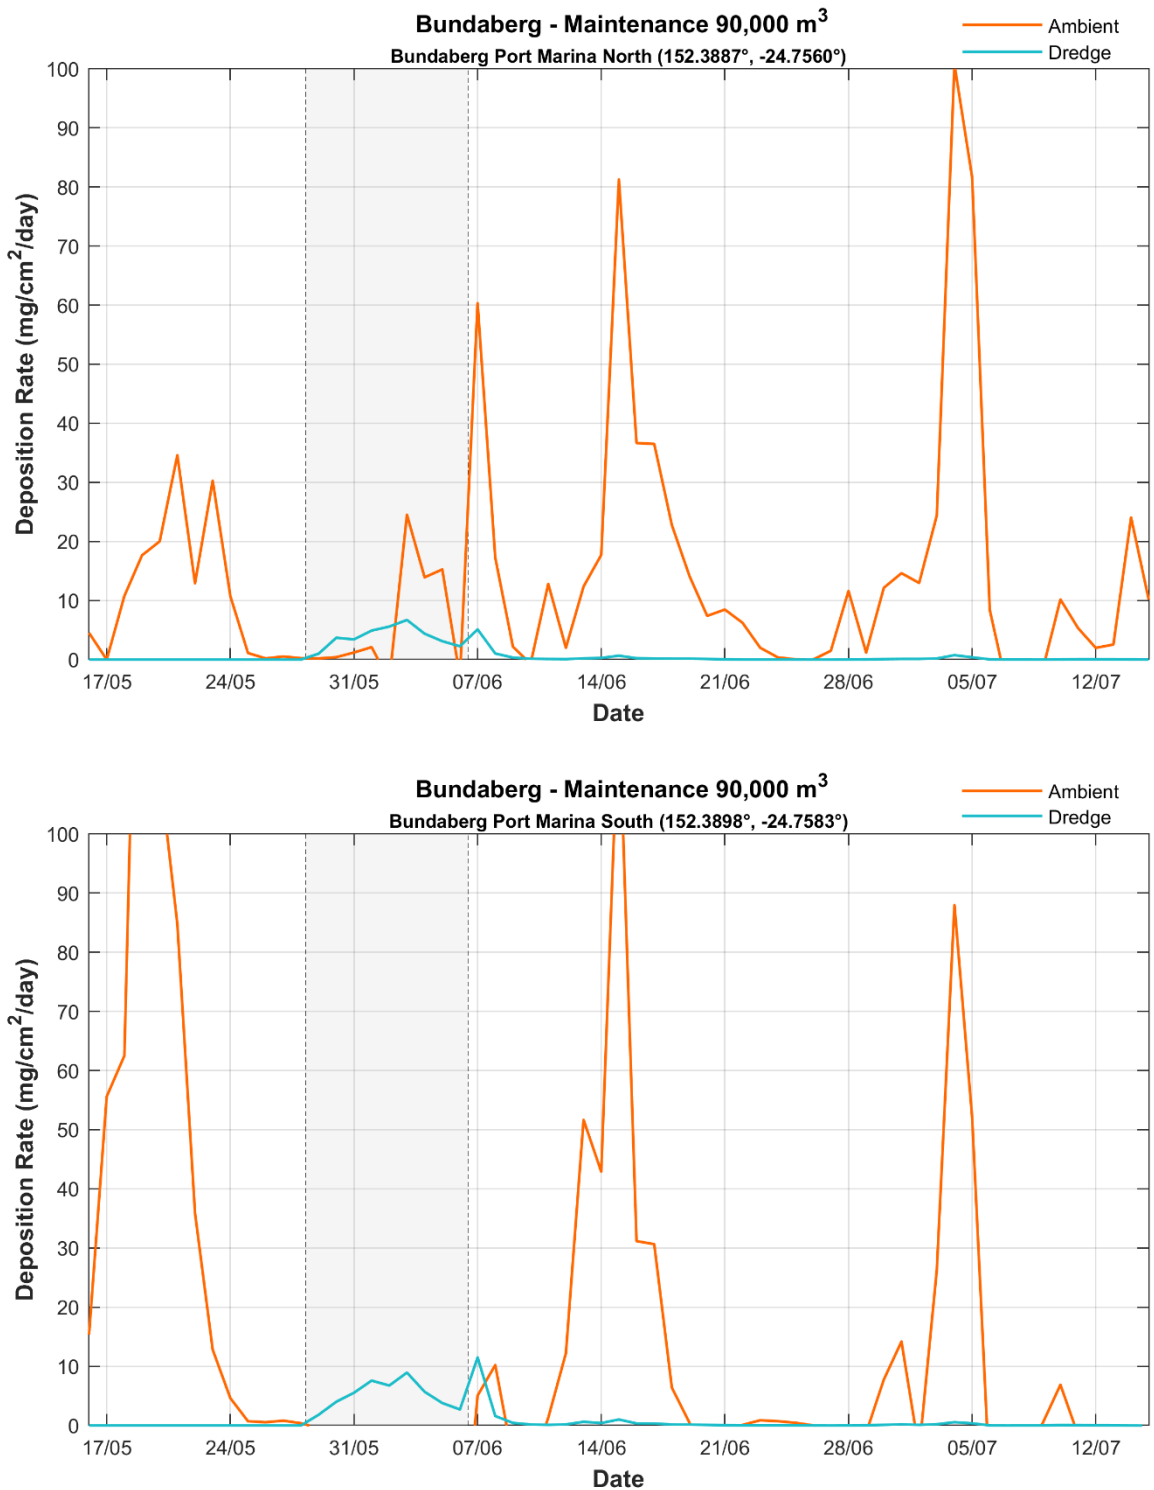 Bundaberg - Maintenance 90,000 m³
Bundaberg Port Marina North (152.3887°, -24.7560°)
Ambient
Dredge
Deposition Rate (mg/cm²/day)
100
90
80
70
60
50
40
30
20
10
0
17/05 24/05 31/05 07/06 14/06 21/06 28/06 05/07 12/07
Date
Bundaberg - Maintenance 90,000 m³
Bundaberg Port Marina South (152.3898°, -24.7583°)
Ambient
Dredge
Deposition Rate (mg/cm²/day)
100
90
80
70
60
50
40
30
20
10
0
17/05 24/05 31/05 07/06 14/06 21/06 28/06 05/07 12/07
Date